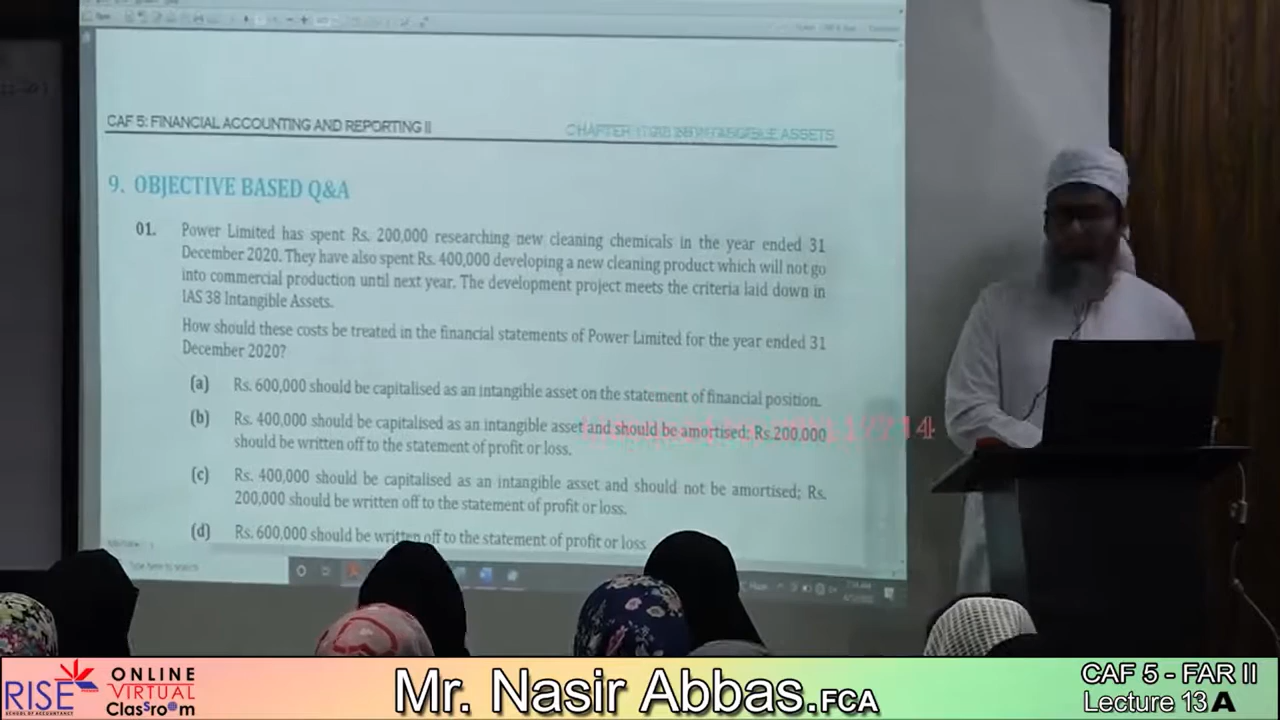 CAF 5: FINANCIAL ACCOUNTING AND REPORTING II
INTANGIBLE ASSETS
9. OBJECTIVE BASED Q&A
01. Power Limited has spent Rs. 200,000 researching new cleaning chemicals in the year ended 31
December 2020. They have also spent Rs. 400,000 developing a new cleaning product which will not go
into commercial production until next year. The development project meets the criteria laid down in
IAS 38 Intangible Assets.
How should these costs be treated in the financial statements of Power Limited for the year ended 31
December 2020?
(a) Rs. 600,000 should be capitalised as an intangible asset on the statement of financial position.
(b) Rs. 400,000 should be capitalised as an intangible asset and should be amortised; Rs.200,000
should be written off to the statement of profit or loss.
(c) Rs. 400,000 should be capitalised as an intangible asset and should not be amortised; Rs.
200,000 should be written off to the statement of profit or loss.
(d) Rs. 600,000 should be written off to the statement of profit or loss
RISE
SCHOOL OF ACCOUNTANCY
ONLINE
VIRTUAL
ClassroOm
Mr. Nasir Abbas.FCA
CAF 5 - FAR II
Lecture 13 A